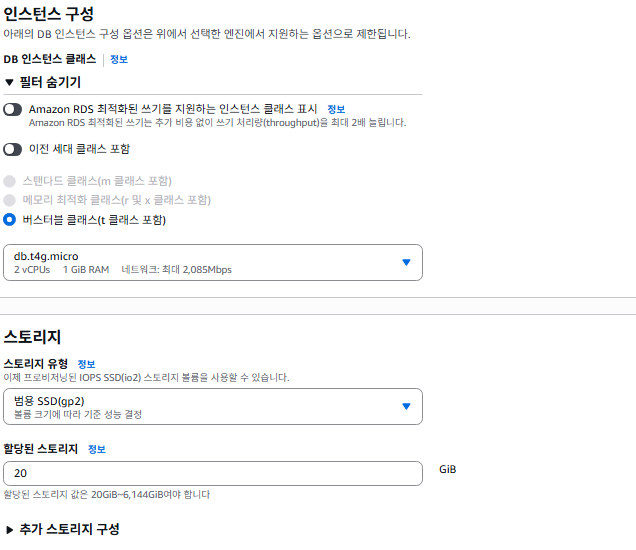 인스턴스 구성
아래의 DB 인스턴스 구성 옵션은 위에서 선택한 엔진에서 지원하는 옵션으로 제한됩니다.
DB 인스턴스 클래스 정보
필터 숨기기
Amazon RDS 최적화된 쓰기를 지원하는 인스턴스 클래스 표시 정보
Amazon RDS 최적화된 쓰기는 추가 비용 없이 쓰기 처리량(throughput)을 최대 2배 늘립니다.
이전 세대 클래스 포함
스탠다드 클래스(m 클래스 포함)
메모리 최적화 클래스(r 및 x 클래스 포함)
버스터블 클래스(t 클래스 포함)
db.t4g.micro
2 vCPUs 1 GiB RAM 네트워크: 최대 2,085Mbps
스토리지
스토리지 유형 정보
이제 프로비저닝된 IOPS SSD(io2) 스토리지 볼륨을 사용할 수 있습니다.
범용 SSD(gp2)
볼륨 크기에 따라 기준 성능 결정
할당된 스토리지 정보
20 GiB
할당된 스토리지 값은 20GiB~6,144GiB여야 합니다
추가 스토리지 구성